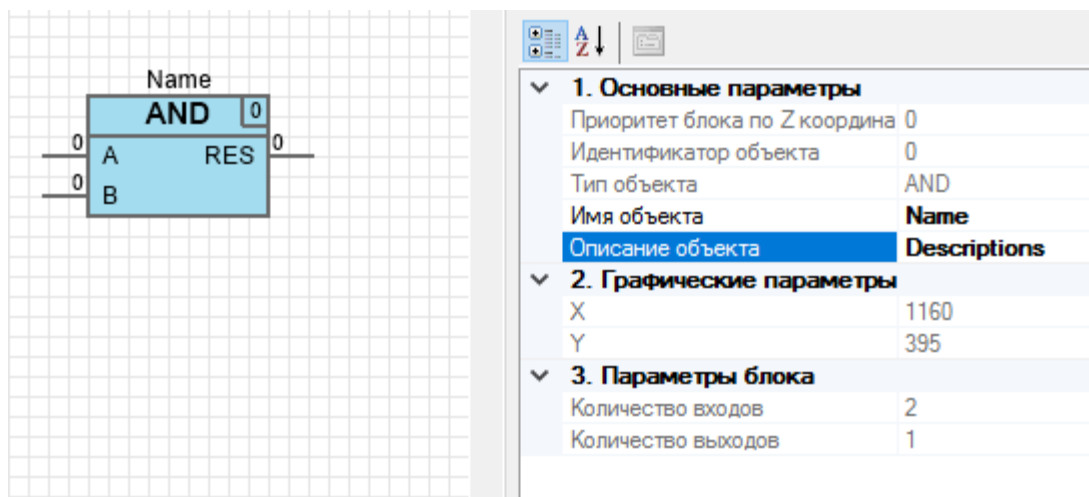 Name
AND 0
0 A RES 0
0 B
A
Z
1. Основные параметры
Приоритет блока по Z координа 0
Идентификатор объекта 0
Тип объекта AND
Имя объекта Name
Описание объекта Descriptions
2. Графические параметры
X 1160
Y 395
3. Параметры блока
Количество входов 2
Количество выходов 1